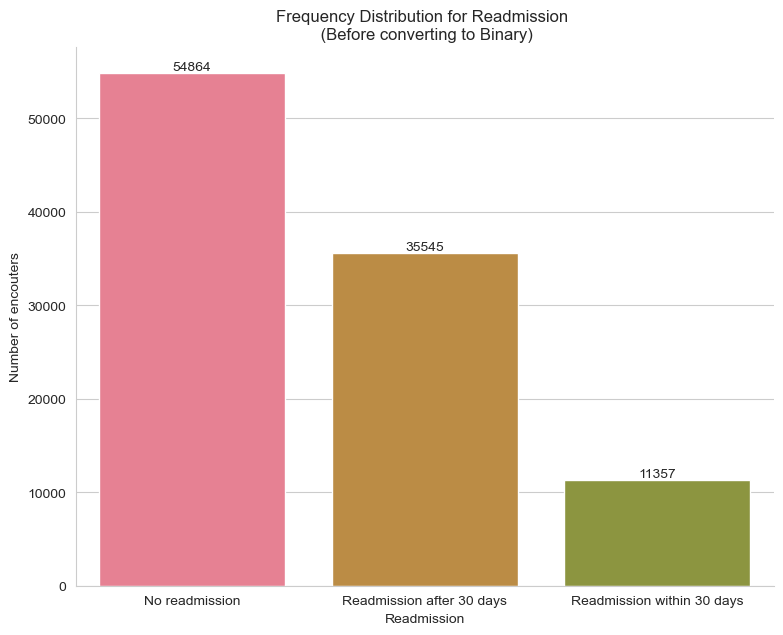 Frequency Distribution for Readmission
(Before converting to Binary)
54864
35545
11357
50000
40000
30000
20000
10000
0
Number of encouters
No readmission
Readmission after 30 days
Readmission within 30 days
Readmission